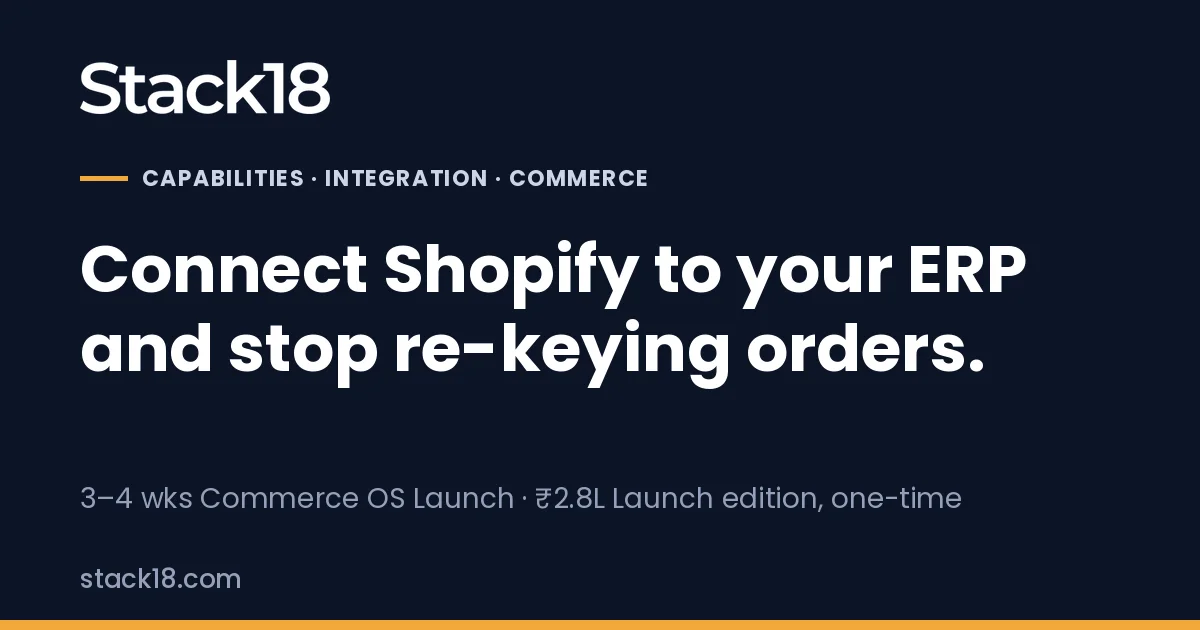 Stack18
CAPABILITIES · INTEGRATION · COMMERCE
Connect Shopify to your ERP
and stop re-keying orders.
3–4 wks Commerce OS Launch · ₹2.8L Launch edition, one-time
stack18.com